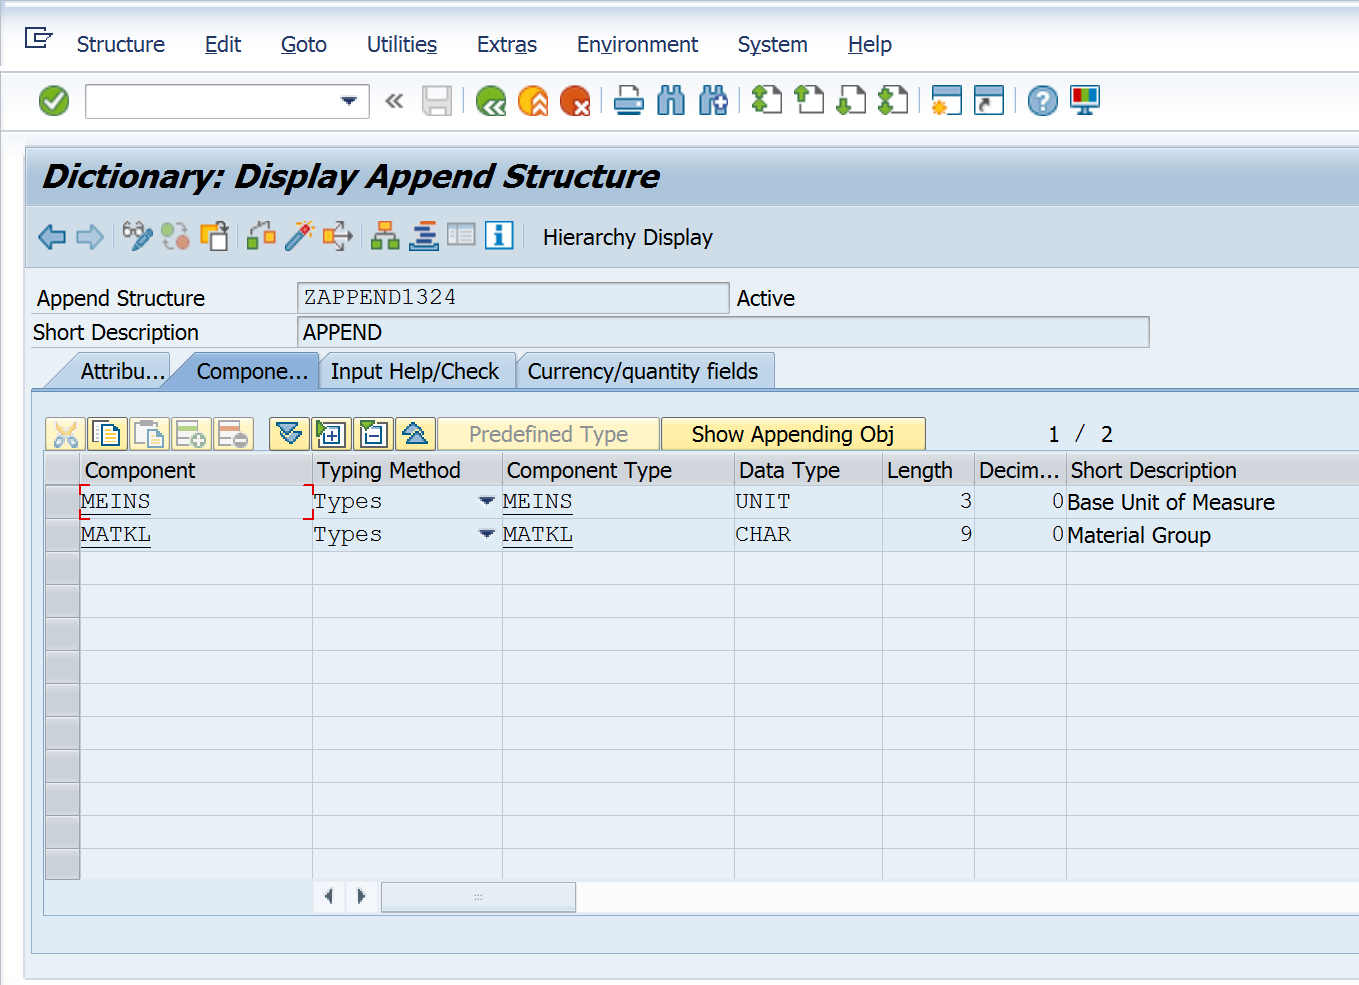 Structure Edit Goto Utilities Extras Environment System Help
Dictionary: Display Append Structure
Hierarchy Display
Append Structure ZAPPEND1324 Active
Short Description APPEND
Attribu... Compone... Input Help/Check Currency/quantity fields
Predefined Type Show Appending Obj 1 / 2
Component Typing Method Component Type Data Type Length Decim... Short Description
MEINS Types MEINS UNIT 3 0 Base Unit of Measure
MATKL Types MATKL CHAR 9 0 Material Group